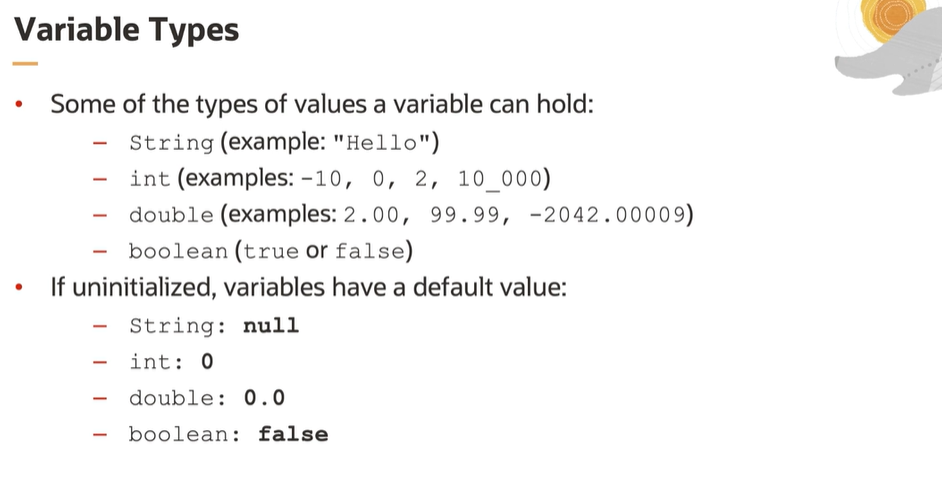 Variable Types
• Some of the types of values a variable can hold:
– String (example: "Hello")
– int (examples: -10, 0, 2, 10_000)
– double (examples: 2.00, 99.99, -2042.00009)
– boolean (true or false)
• If uninitialized, variables have a default value:
– String: null
– int: 0
– double: 0.0
– boolean: false